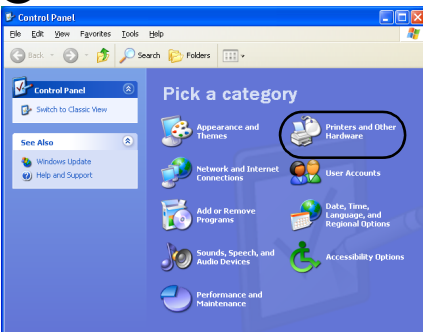 Control Panel
File Edit View Favorites Tools Help
Back Search Folders
Control Panel
Switch to Classic View
See Also
Windows Update
Help and Support
Pick a category
Appearance and
Themes
Printers and Other
Hardware
Network and Internet
Connections
User Accounts
Add or Remove
Programs
Date, Time,
Language, and
Regional Options
Sounds, Speech, and
Audio Devices
Accessibility Options
Performance and
Maintenance